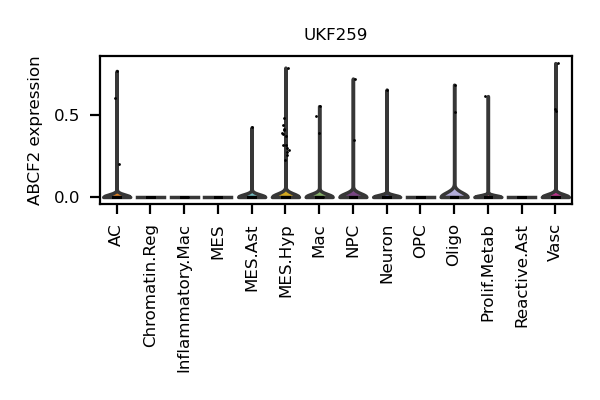 UKF259
ABCF2 expression
0.5
0.0
AC
Chromatin.Reg
Inflammatory.Mac
MES
MES.Ast
MES.Hyp
Mac
NPC
Neuron
OPC
Oligo
Prolif.Metab
Reactive.Ast
Vasc